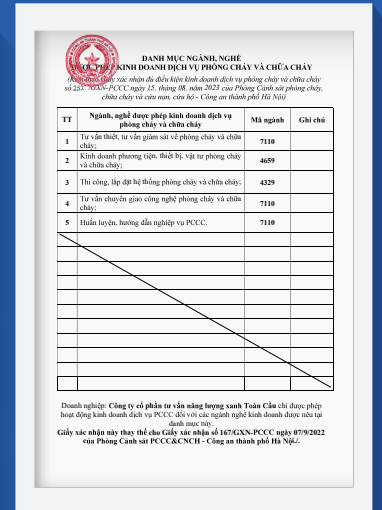 DANH MỤC NGÀNH, NGHỀ
PHÉP KINH DOANH DỊCH VỤ PHÒNG CHÁY VÀ CHỮA CHÁY
Giấy xác nhận đủ điều kiện kinh doanh dịch vụ phòng cháy và chữa cháy
/GXN-PCCC ngày 15. tháng 08. năm 2023 của Phòng Cảnh sát phòng cháy,
chữa cháy và cứu nạn, cứu hộ - Công an thành phố Hà Nội)
TT Ngành, nghề được phép kinh doanh dịch vụ Mã ngành Ghi chú
phòng cháy và chữa cháy
1 Tư vấn thiết, tư vấn giám sát về phòng cháy và chữa 7110
cháy;
2 Kinh doanh phương tiện, thiết bị, vật tư phòng cháy 4659
và chữa cháy;
3 Thi công, lắp đặt hệ thống phòng cháy và chữa cháy; 4329
4 Tư vấn chuyển giao công nghệ phòng cháy và chữa 7110
cháy;
5 Huấn luyện, hướng dẫn nghiệp vụ PCCC. 7110
Doanh nghiệp: Công ty cổ phần tư vấn năng lượng xanh Toàn Cầu chỉ được phép
hoạt động kinh doanh dịch vụ PCCC đối với các ngành nghề kinh doanh được nêu tại
danh mục này.
Giấy xác nhận này thay thế cho Giấy xác nhận số 167/GXN-PCCC ngày 07/9/2022
của Phòng Cảnh sát PCCC&CNCH - Công an thành phố Hà Nội./.